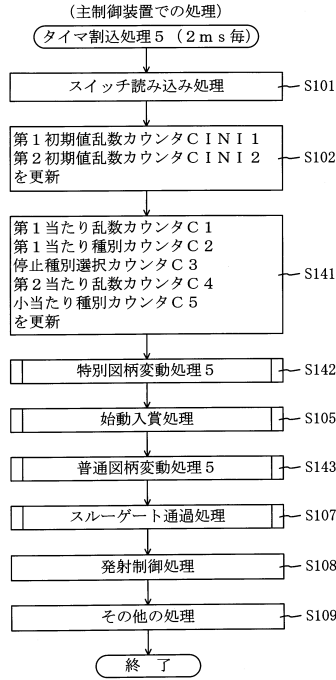 (主制御装置での処理)
タイマ割込処理5(2ms毎)
スイッチ読み込み処理
S101
第1初期値乱数カウンタCINI1
第2初期値乱数カウンタCINI2
を更新
S102
第1当たり乱数カウンタC1
第1当たり種別カウンタC2
停止種別選択カウンタC3
第2当たり乱数カウンタC4
小当たり種別カウンタC5
を更新
S141
特別図柄変動処理5
S142
始動入賞処理
S105
普通図柄変動処理5
S143
スルーゲート通過処理
S107
発射制御処理
S108
その他の処理
S109
終 了